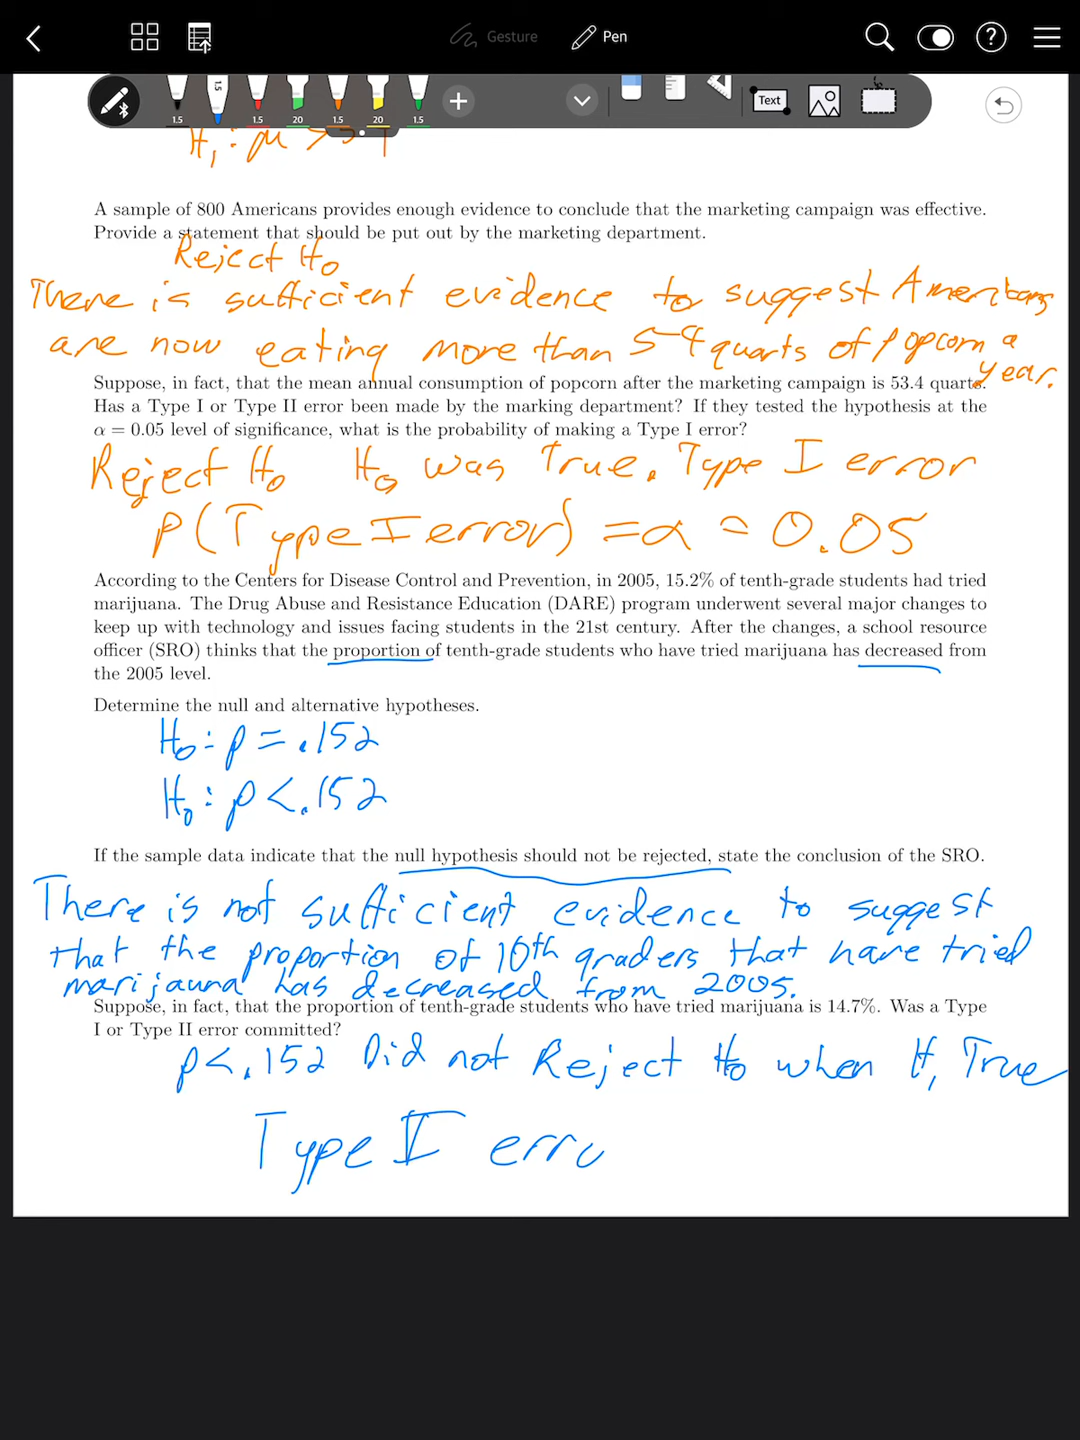 Gesture
Pen
1.5
1.5
1.5
20
1.5
20
1.5
Text
H₁: μ >
A sample of 800 Americans provides enough evidence to conclude that the marketing campaign was effective.
Provide a statement that should be put out by the marketing department.
Reject H₀
There is sufficient evidence to suggest Americans
are now eating more than 54 quarts of popcorn a
year.
Suppose, in fact, that the mean annual consumption of popcorn after the marketing campaign is 53.4 quarts.
Has a Type I or Type II error been made by the marking department? If they tested the hypothesis at the
α = 0.05 level of significance, what is the probability of making a Type I error?
Reject H₀ H₀ was True. Type I error
P(Type I error) = α = 0.05
According to the Centers for Disease Control and Prevention, in 2005, 15.2% of tenth-grade students had tried
marijuana. The Drug Abuse and Resistance Education (DARE) program underwent several major changes to
keep up with technology and issues facing students in the 21st century. After the changes, a school resource
officer (SRO) thinks that the proportion of tenth-grade students who have tried marijuana has decreased from
the 2005 level.
Determine the null and alternative hypotheses.
H₀: p = .152
H₀: p < .152
If the sample data indicate that the null hypothesis should not be rejected, state the conclusion of the SRO.
There is not sufficient evidence to suggest
that the proportion of 10th graders that have tried
marijauna has decreased from 2005.
Suppose, in fact, that the proportion of tenth-grade students who have tried marijuana is 14.7%. Was a Type
I or Type II error committed?
p < .152 Did not Reject H₀ when H₁ True
Type II erro